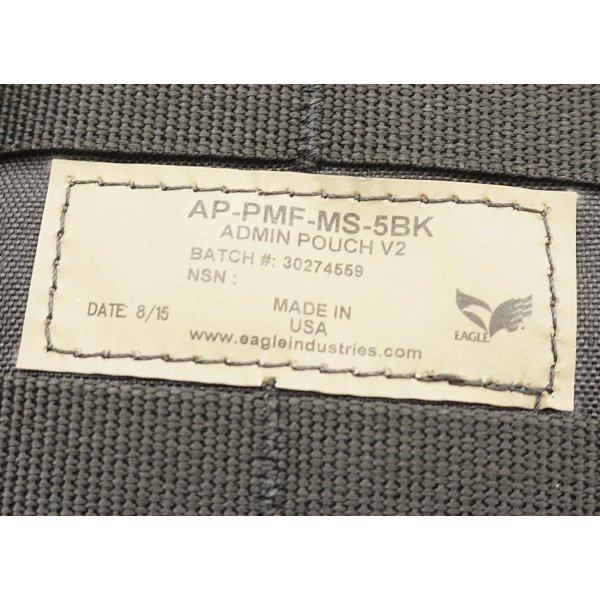 AP-PMF-MS-5BK
ADMIN POUCH V2
BATCH #: 30274559
NSN :
DATE: 8/15
MADE IN
USA
EAGLE
www.eagleindustries.com